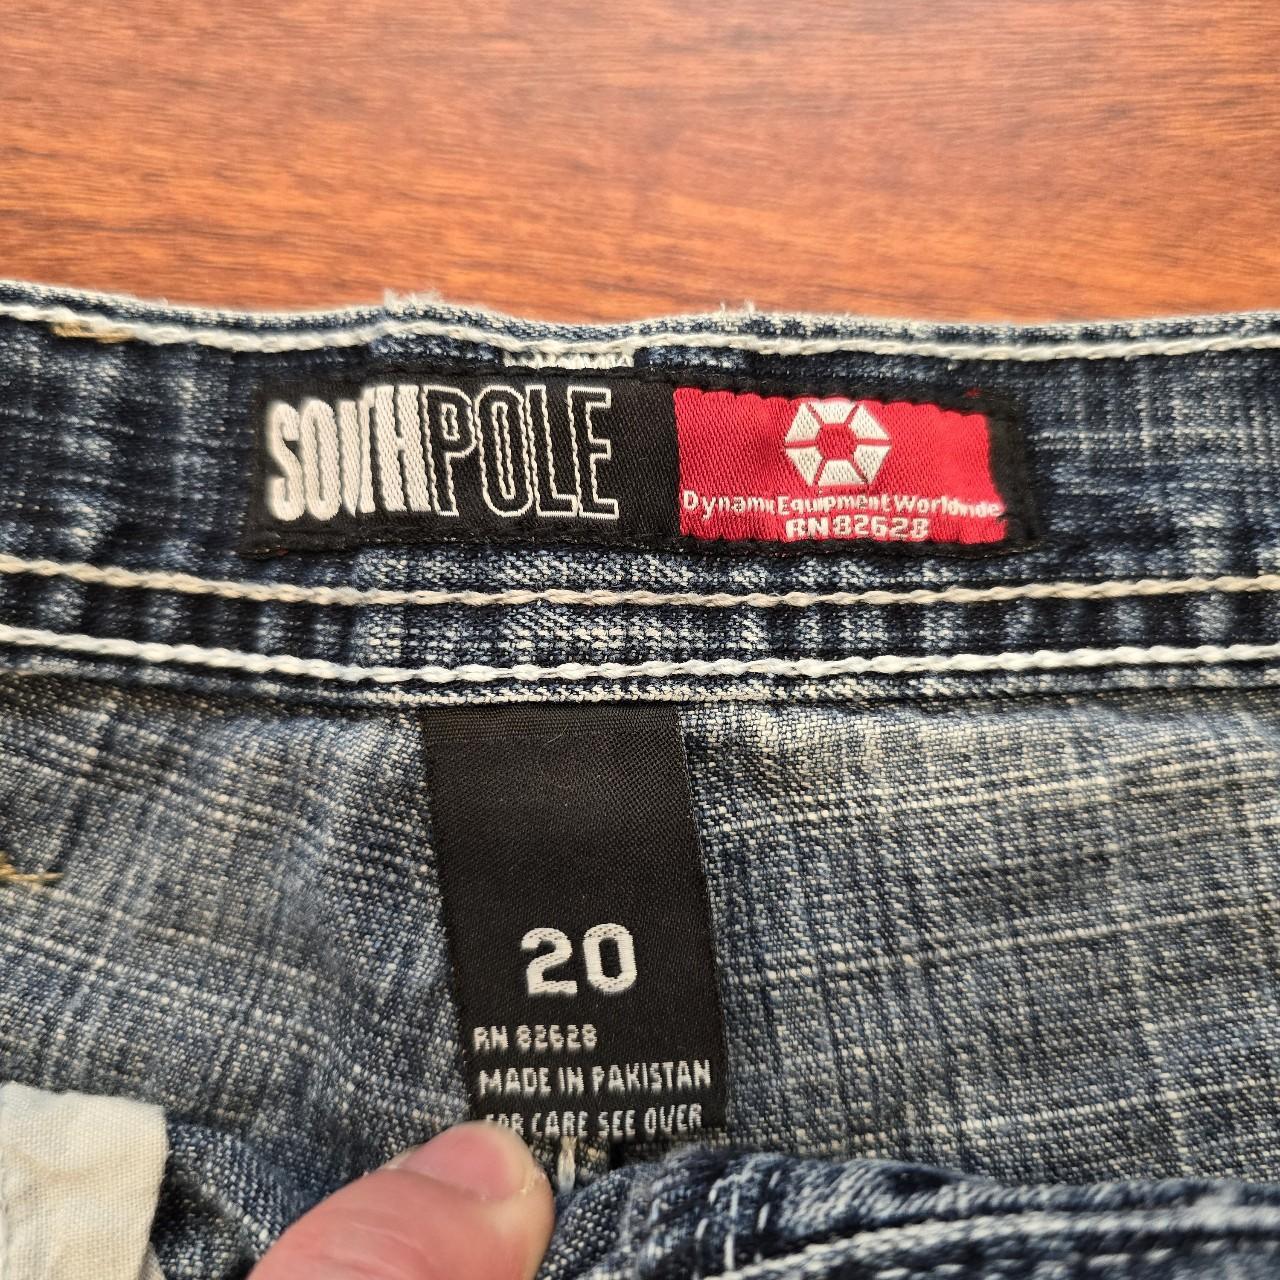 SOUTHPOLE
Dynamic Equipment Worldwide
RN 82628
20
RN 82628
MADE IN PAKISTAN
FOR CARE SEE OVER